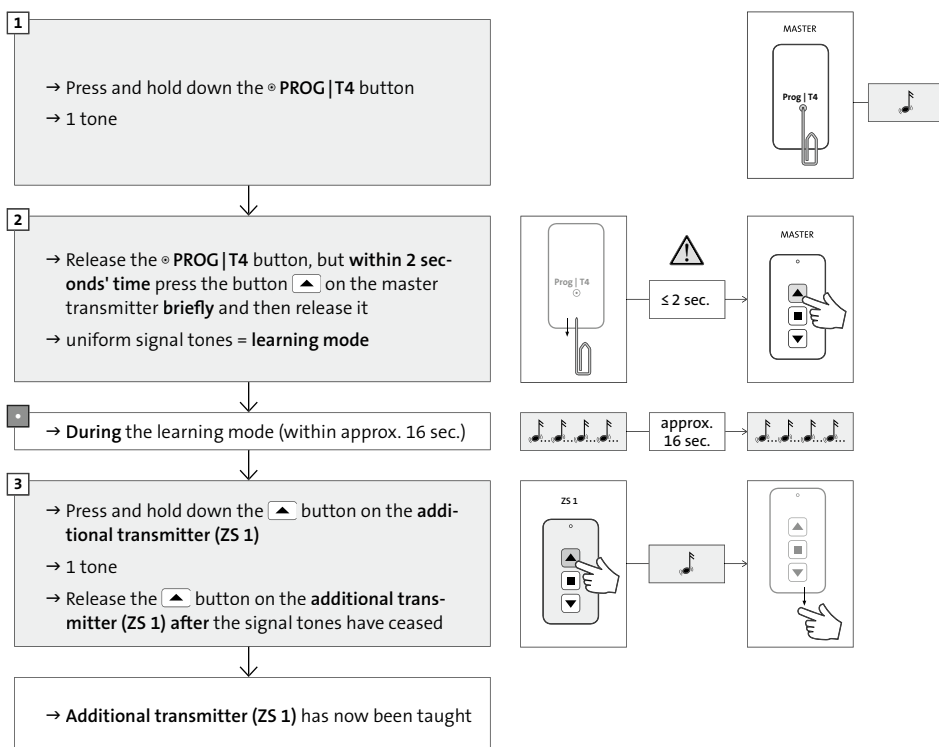 1
→ Press and hold down the PROG|T4 button
→ 1 tone
MASTER
Prog | T4
2
→ Release the PROG|T4 button, but within 2 sec-
onds' time press the button ▲ on the master
transmitter briefly and then release it
→ uniform signal tones = learning mode
Prog | T4
≤ 2 sec.
MASTER
→ During the learning mode (within approx. 16 sec.)
approx.
16 sec.
3
→ Press and hold down the ▲ button on the addi-
tional transmitter (ZS 1)
→ 1 tone
→ Release the ▲ button on the additional trans-
mitter (ZS 1) after the signal tones have ceased
ZS 1
→ Additional transmitter (ZS 1) has now been taught